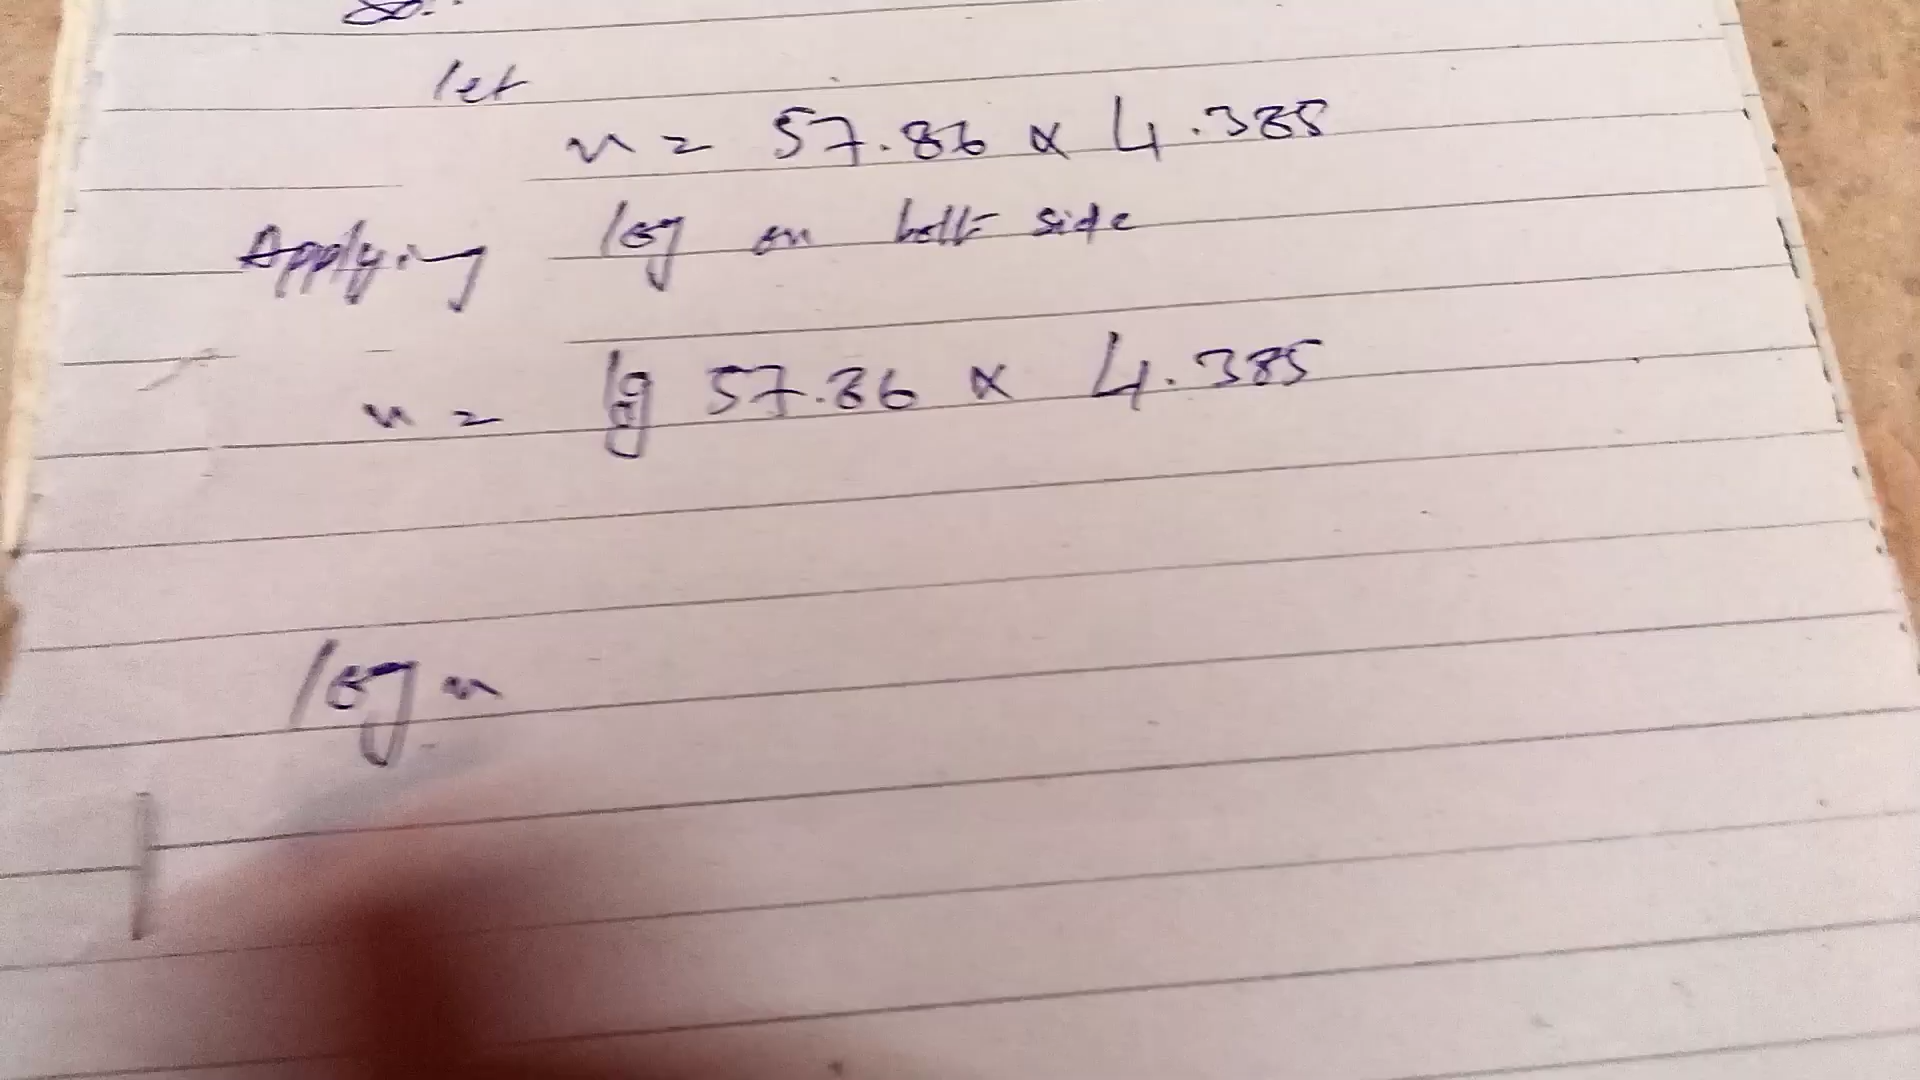 let
x = 57.86 × 4.385
Applying log on both side
x = log 57.86 × 4.385
log x